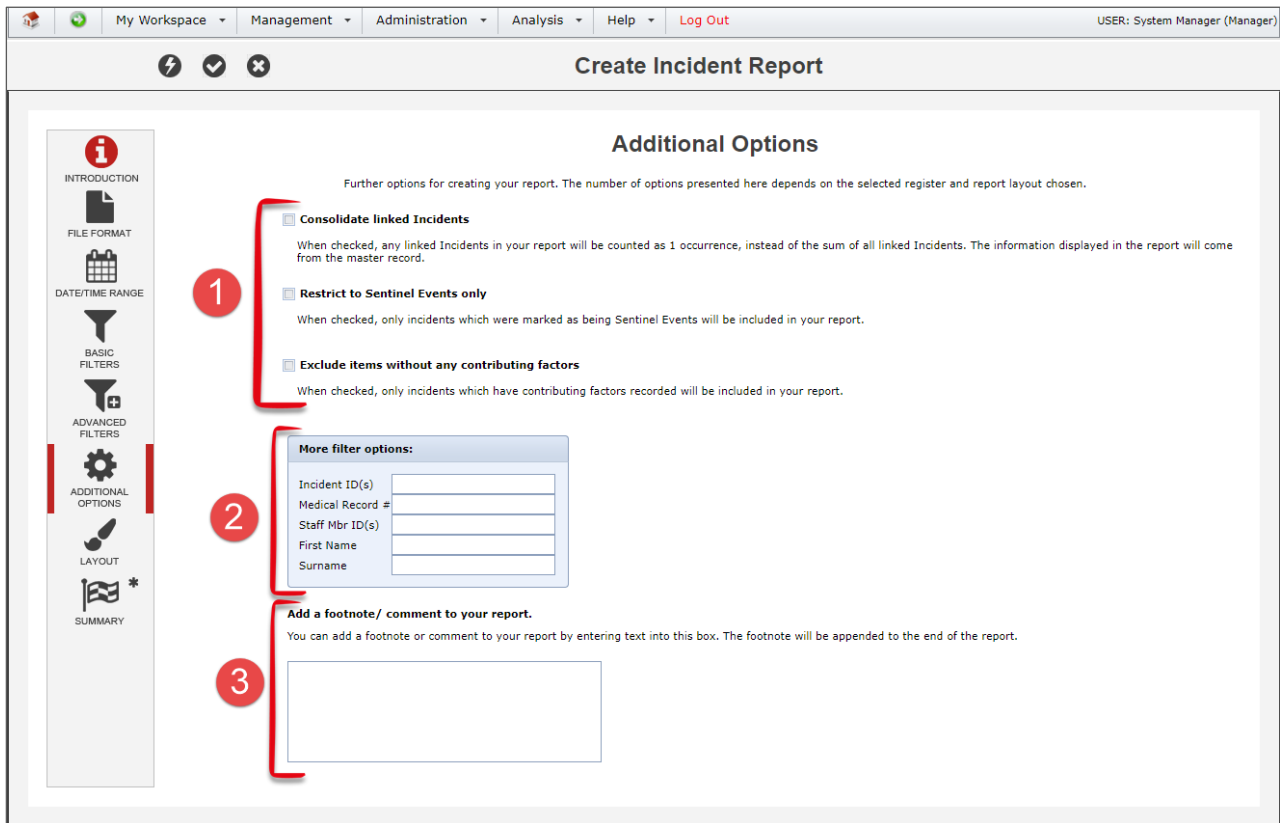 My Workspace Management Administration Analysis Help Log Out USER: System Manager (Manager)
Create Incident Report
INTRODUCTION
FILE FORMAT
DATE/TIME RANGE
BASIC
FILTERS
ADVANCED
FILTERS
ADDITIONAL
OPTIONS
LAYOUT
*
SUMMARY
Additional Options
Further options for creating your report. The number of options presented here depends on the selected register and report layout chosen.
1
Consolidate linked Incidents
When checked, any linked Incidents in your report will be counted as 1 occurrence, instead of the sum of all linked Incidents. The information displayed in the report will come
from the master record.
Restrict to Sentinel Events only
When checked, only incidents which were marked as being Sentinel Events will be included in your report.
Exclude items without any contributing factors
When checked, only incidents which have contributing factors recorded will be included in your report.
2
More filter options:
Incident ID(s)
Medical Record #
Staff Mbr ID(s)
First Name
Surname
3
Add a footnote/ comment to your report.
You can add a footnote or comment to your report by entering text into this box. The footnote will be appended to the end of the report.